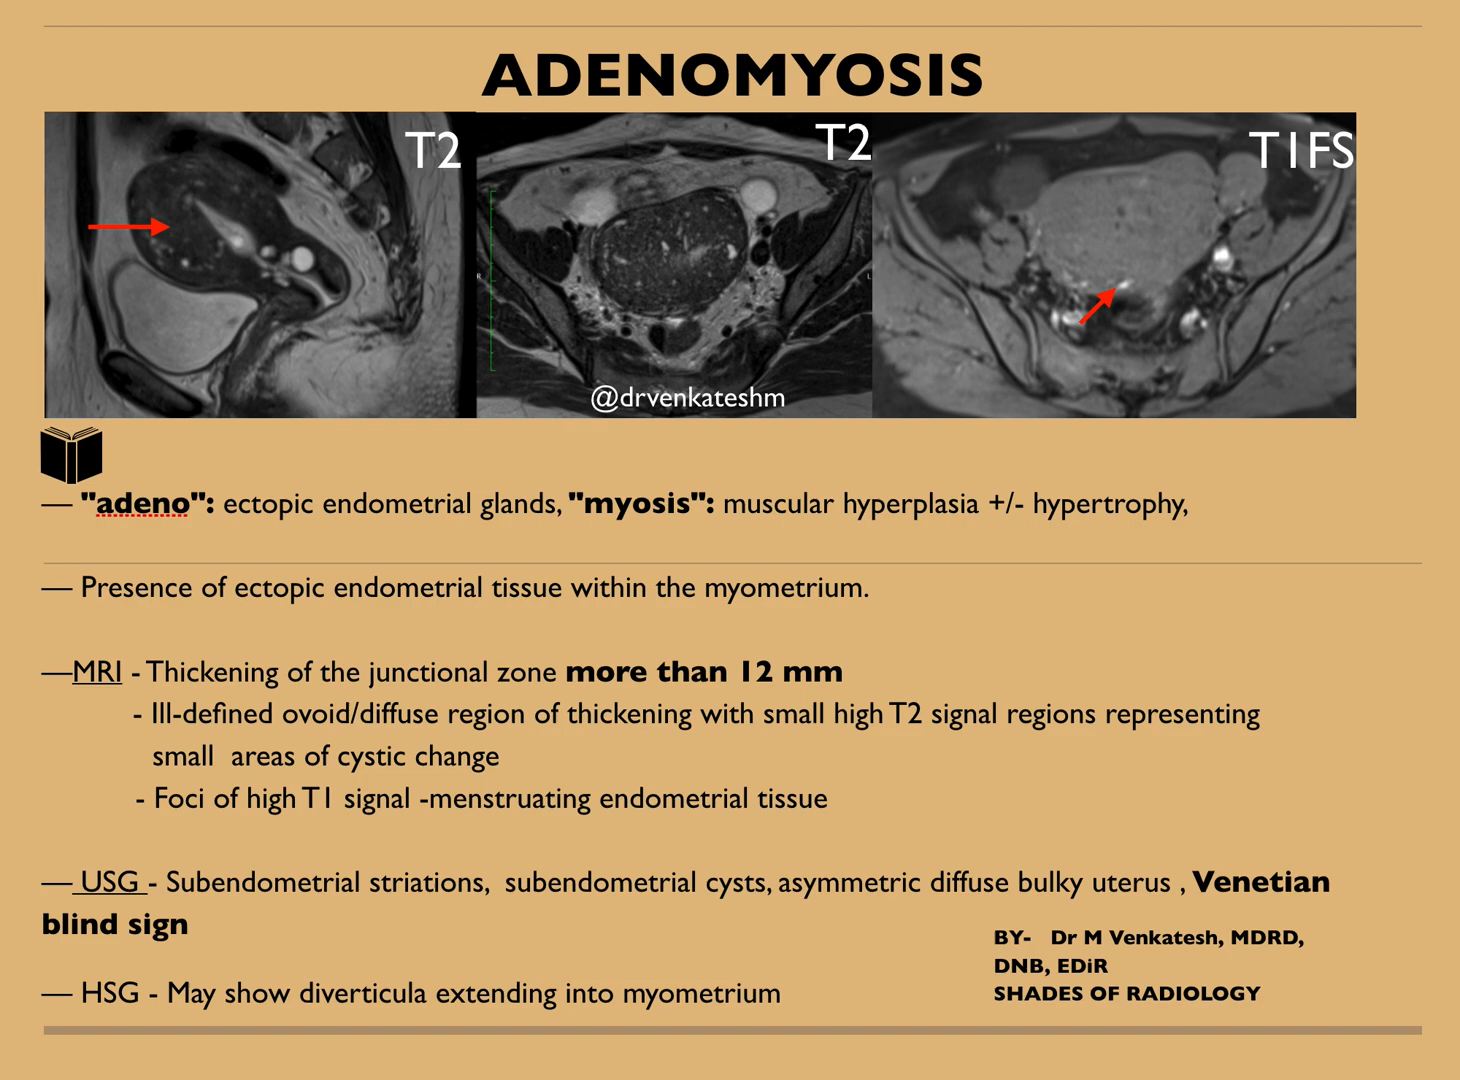 ADENOMYOSIS
T2
T2
T1FS
R
L
@drvenkateshm
— "adeno": ectopic endometrial glands, "myosis": muscular hyperplasia +/- hypertrophy,
— Presence of ectopic endometrial tissue within the myometrium.
—MRI - Thickening of the junctional zone more than 12 mm
- Ill-defined ovoid/diffuse region of thickening with small high T2 signal regions representing
small areas of cystic change
- Foci of high T1 signal -menstruating endometrial tissue
— USG - Subendometrial striations, subendometrial cysts, asymmetric diffuse bulky uterus , Venetian
blind sign
— HSG - May show diverticula extending into myometrium
BY- Dr M Venkatesh, MDRD,
DNB, EDiR
SHADES OF RADIOLOGY